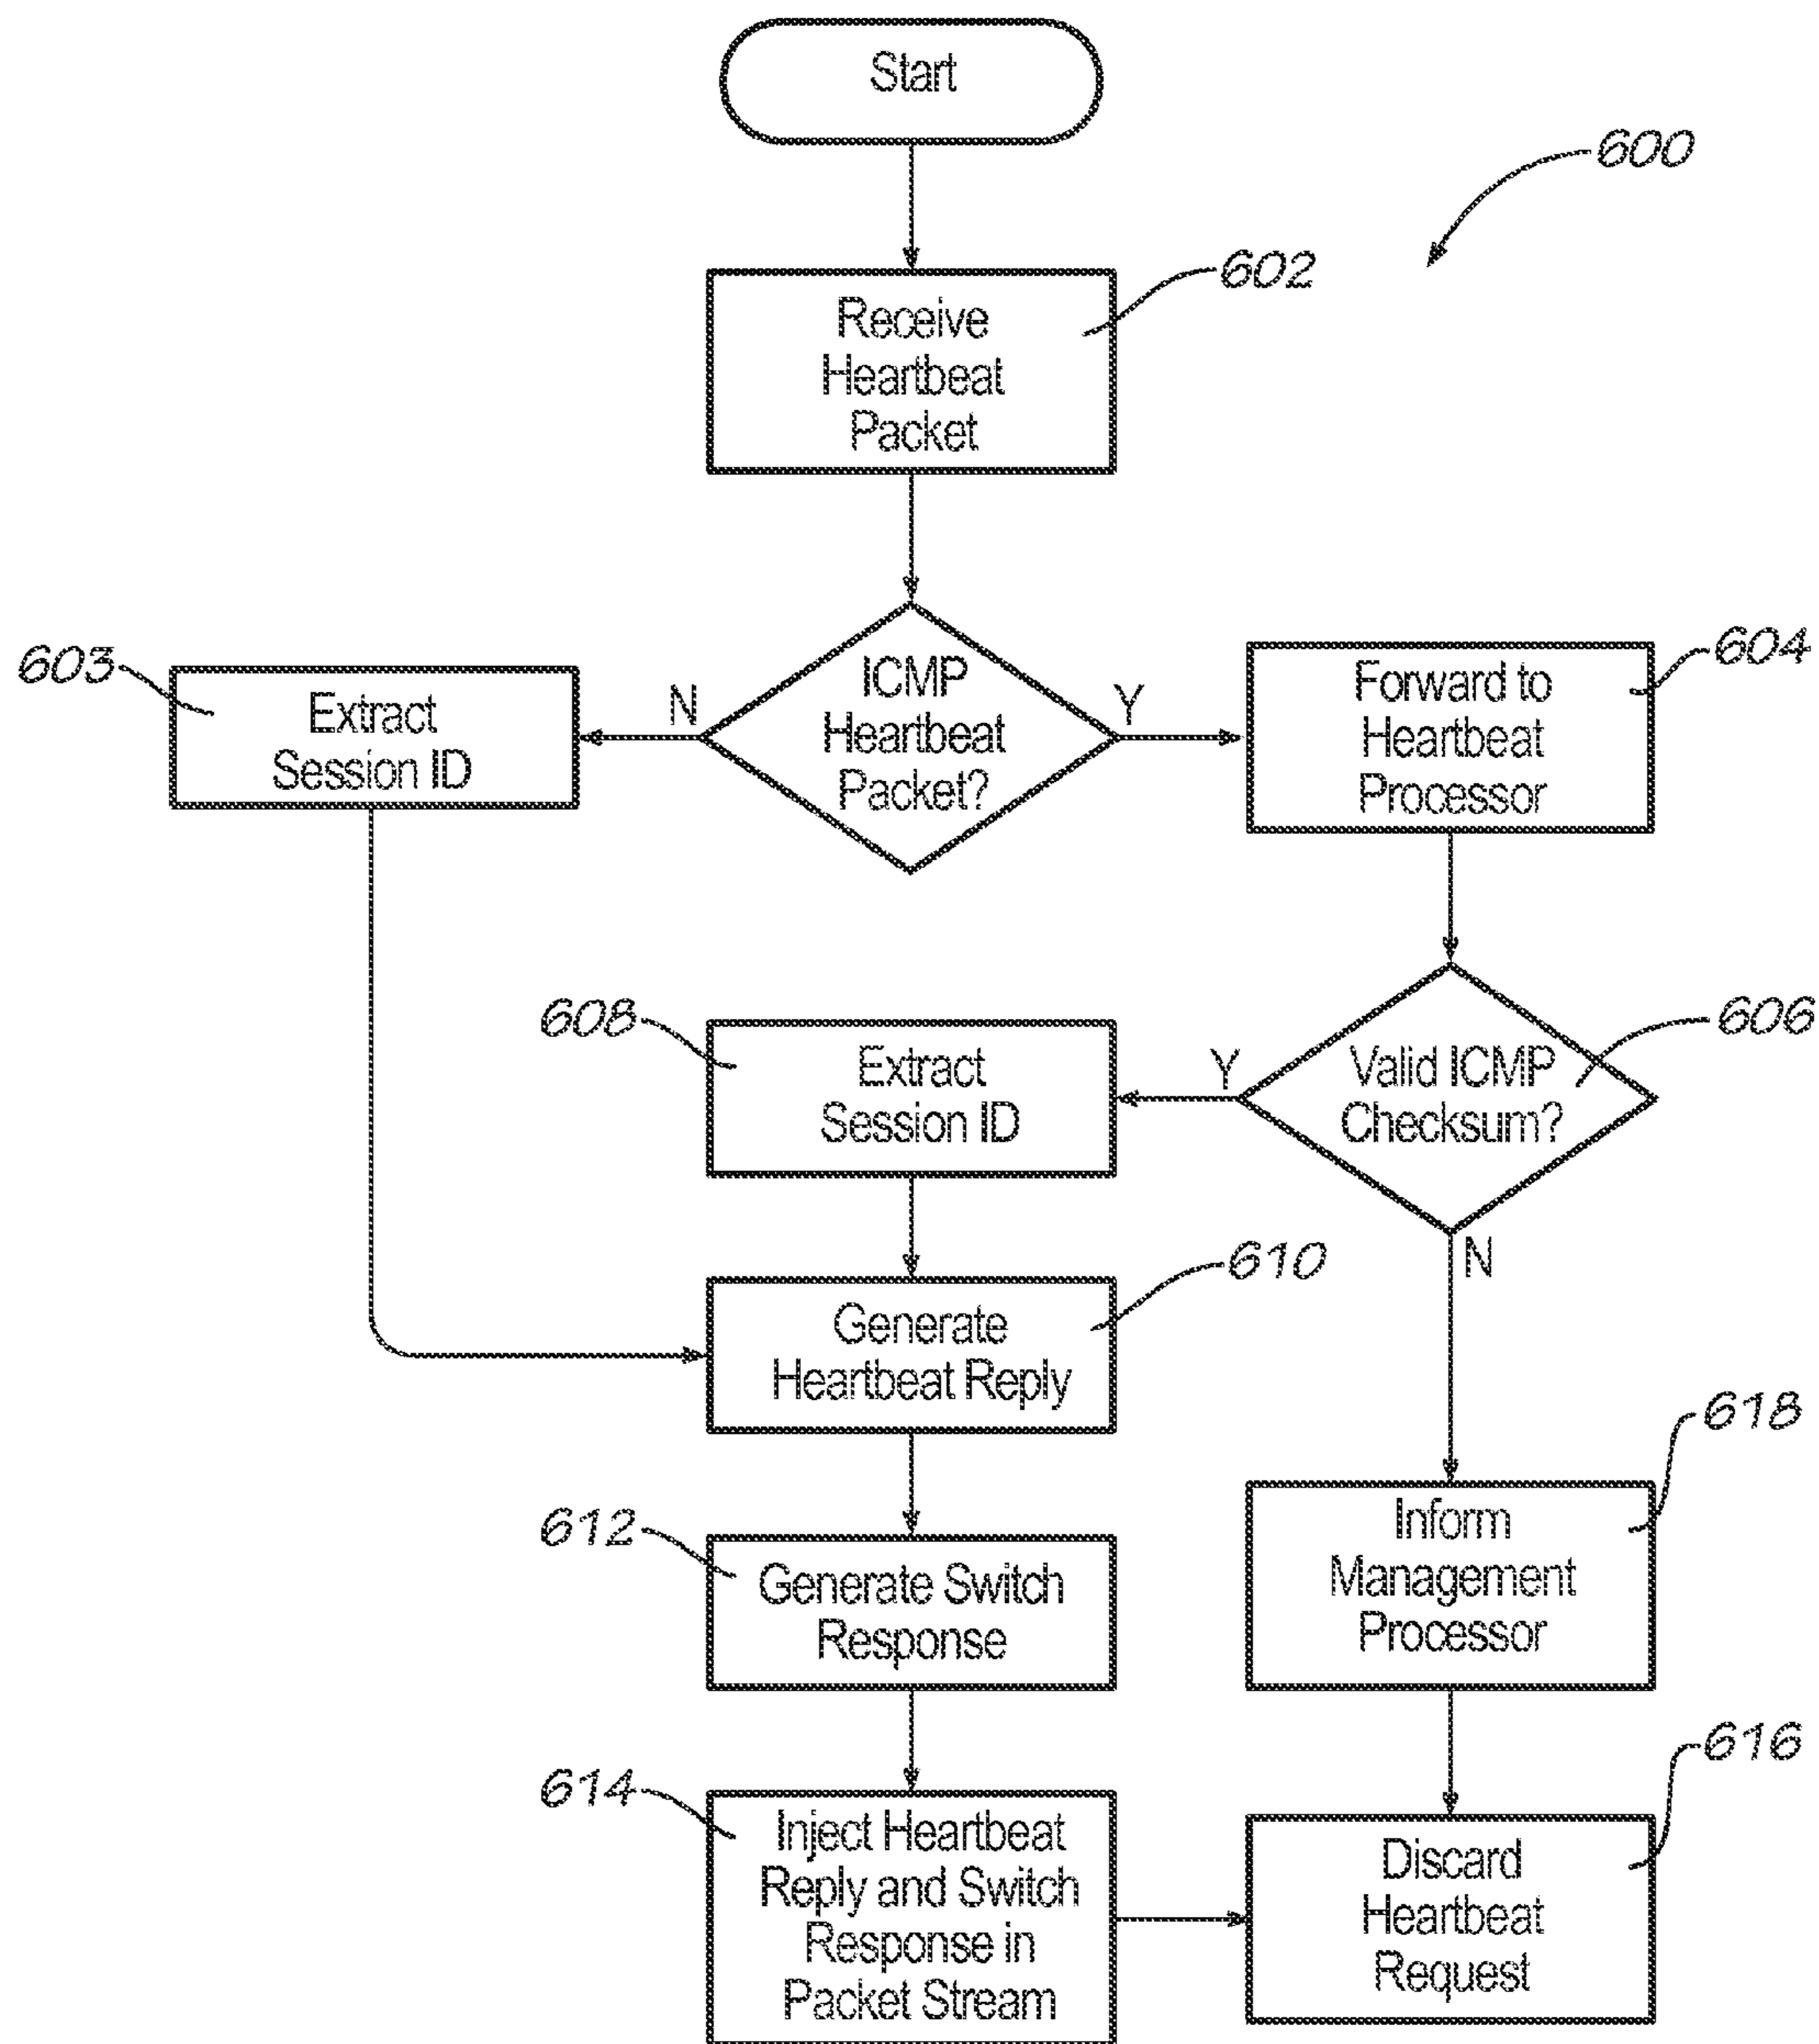 Start
600
602
Receive
Heartbeat
Packet
603
Extract
Session ID
N
ICMP
Heartbeat
Packet?
Y
Forward to
Heartbeat
Processor
604
608
Extract
Session ID
Y
Valid ICMP
Checksum?
606
N
610
Generate
Heartbeat Reply
612
Generate Switch
Response
618
Inform
Management
Processor
614
Inject Heartbeat
Reply and Switch
Response in
Packet Stream
616
Discard
Heartbeat
Request